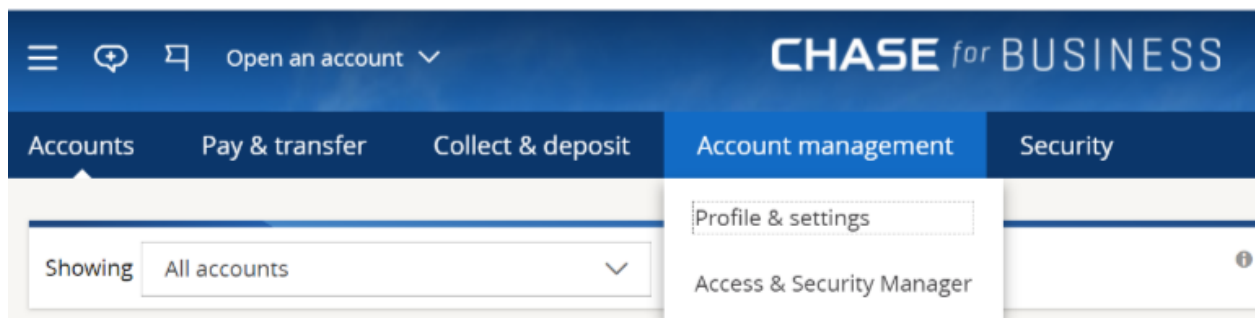 Open an account
CHASE for BUSINESS
Accounts
Pay & transfer
Collect & deposit
Account management
Security
Profile & settings
Showing
All accounts
Access & Security Manager